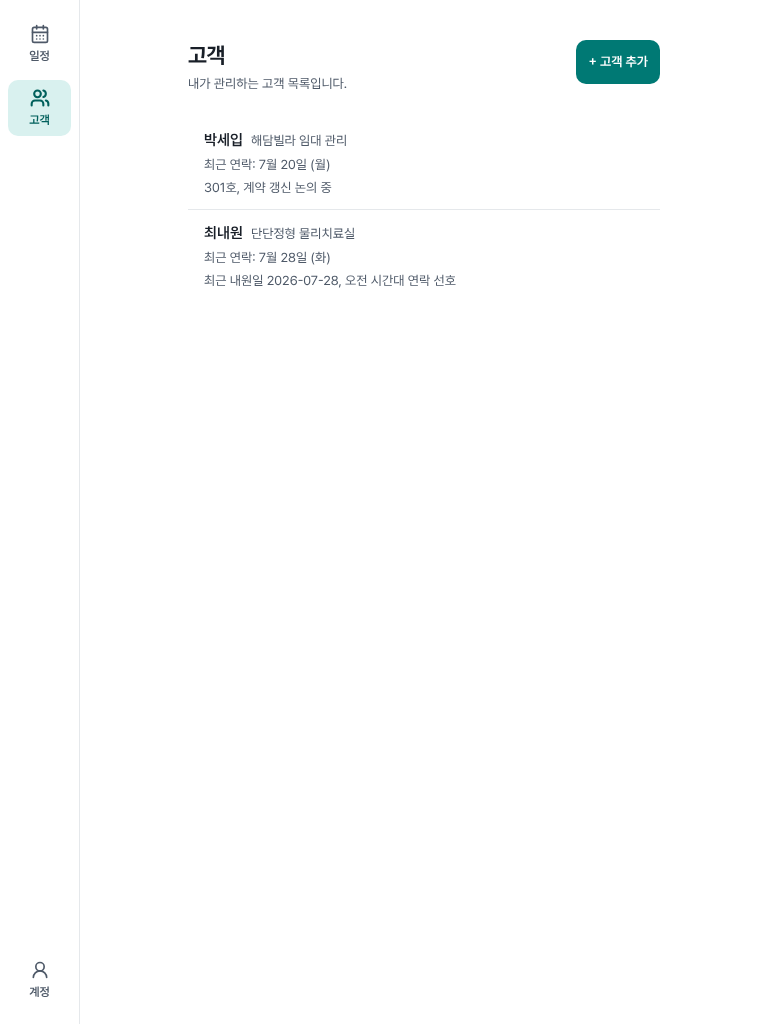 일정
고객
계정
고객
+ 고객 추가
내가 관리하는 고객 목록입니다.
박세입 해담빌라 임대 관리
최근 연락: 7월 20일 (월)
301호, 계약 갱신 논의 중
최내원 단단정형 물리치료실
최근 연락: 7월 28일 (화)
최근 내원일 2026-07-28, 오전 시간대 연락 선호